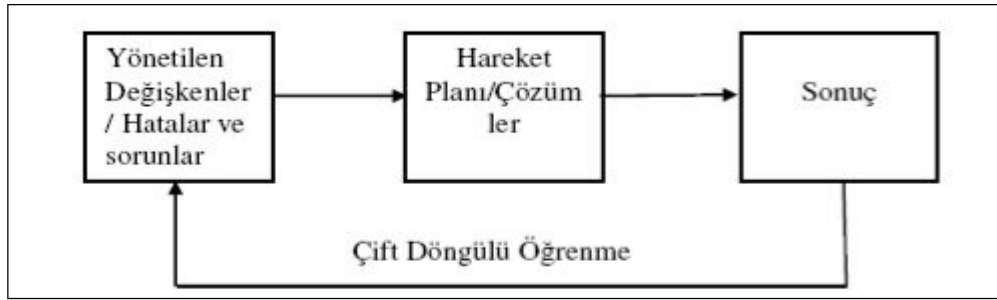 Yönetilen
Değişkenler
/ Hatalar ve
sorunlar
Hareket
Planı/Çözüm
ler
Sonuç
Çift Döngülü Öğrenme